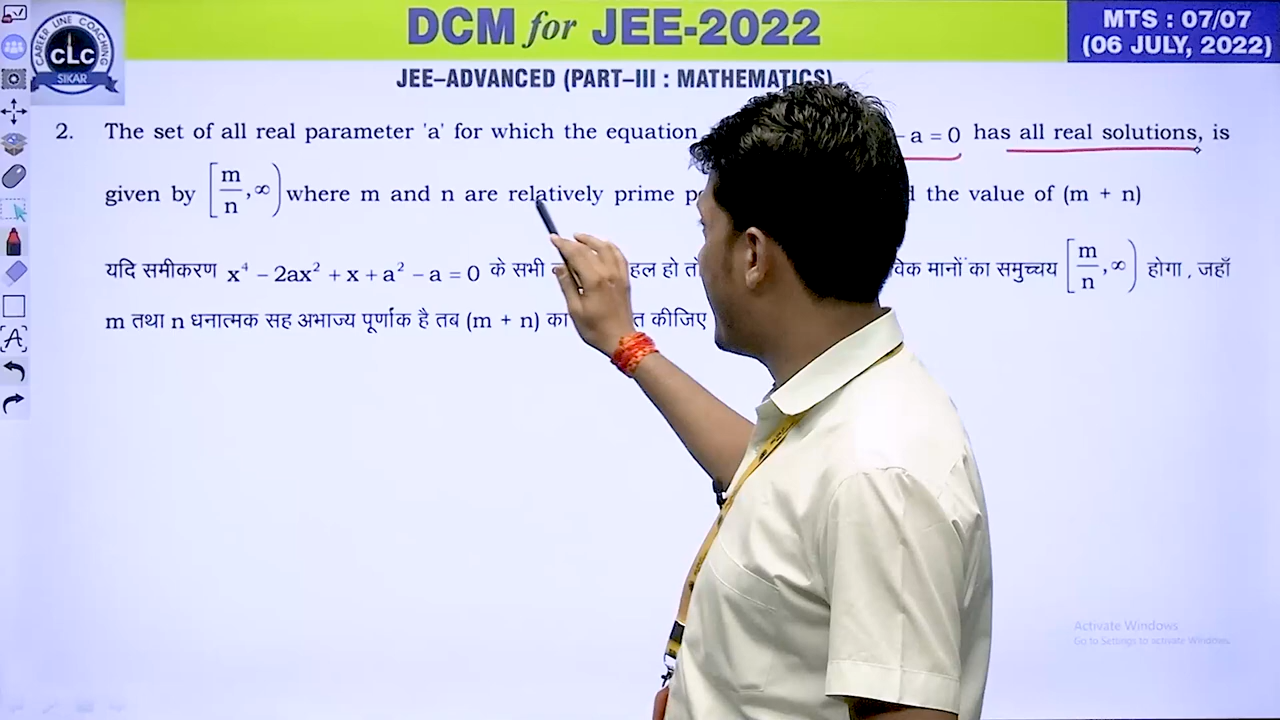 DCM for JEE-2022
MTS : 07/07
(06 JULY, 2022)
CAREER LINE COACHING
CLC
SIKAR
JEE–ADVANCED (PART–III : MATHEMATICS)
2. The set of all real parameter 'a' for which the equation – a = 0 has all real solutions, is
given by [m/n, ∞) where m and n are relatively prime the value of (m + n)
यदि समीकरण x⁴ – 2ax² + x + a² – a = 0 के सभी हल हो तो मानों का समुच्चय [m/n, ∞) होगा , जहाँ
m तथा n धनात्मक सह अभाज्य पूर्णांक है तब (m + n) का कीजिए
A
Activate Windows
Go to Settings to activate Windows.